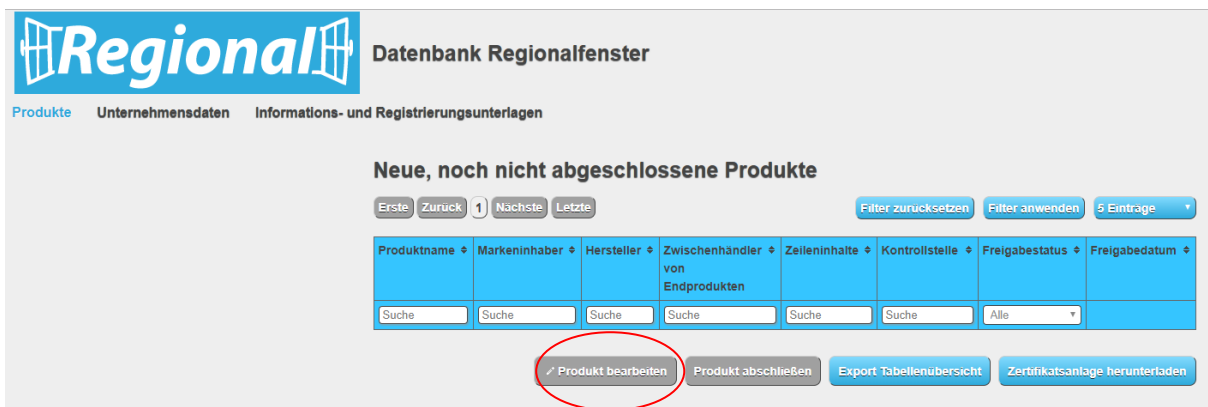 Regional
Datenbank Regionalfenster
Produkte Unternehmensdaten Informations- und Registrierungsunterlagen
Neue, noch nicht abgeschlossene Produkte
Erste Zurück 1 Nächste Letzte Filter zurücksetzen Filter anwenden 5 Einträge
Produktname Markeninhaber Hersteller Zwischenhändler von Endprodukten Zeileninhalte Kontrollstelle Freigabestatus Freigabedatum
Suche Suche Suche Suche Suche Suche Alle
Produkt bearbeiten Produkt abschließen Export Tabellenübersicht Zertifikatsanlage herunterladen